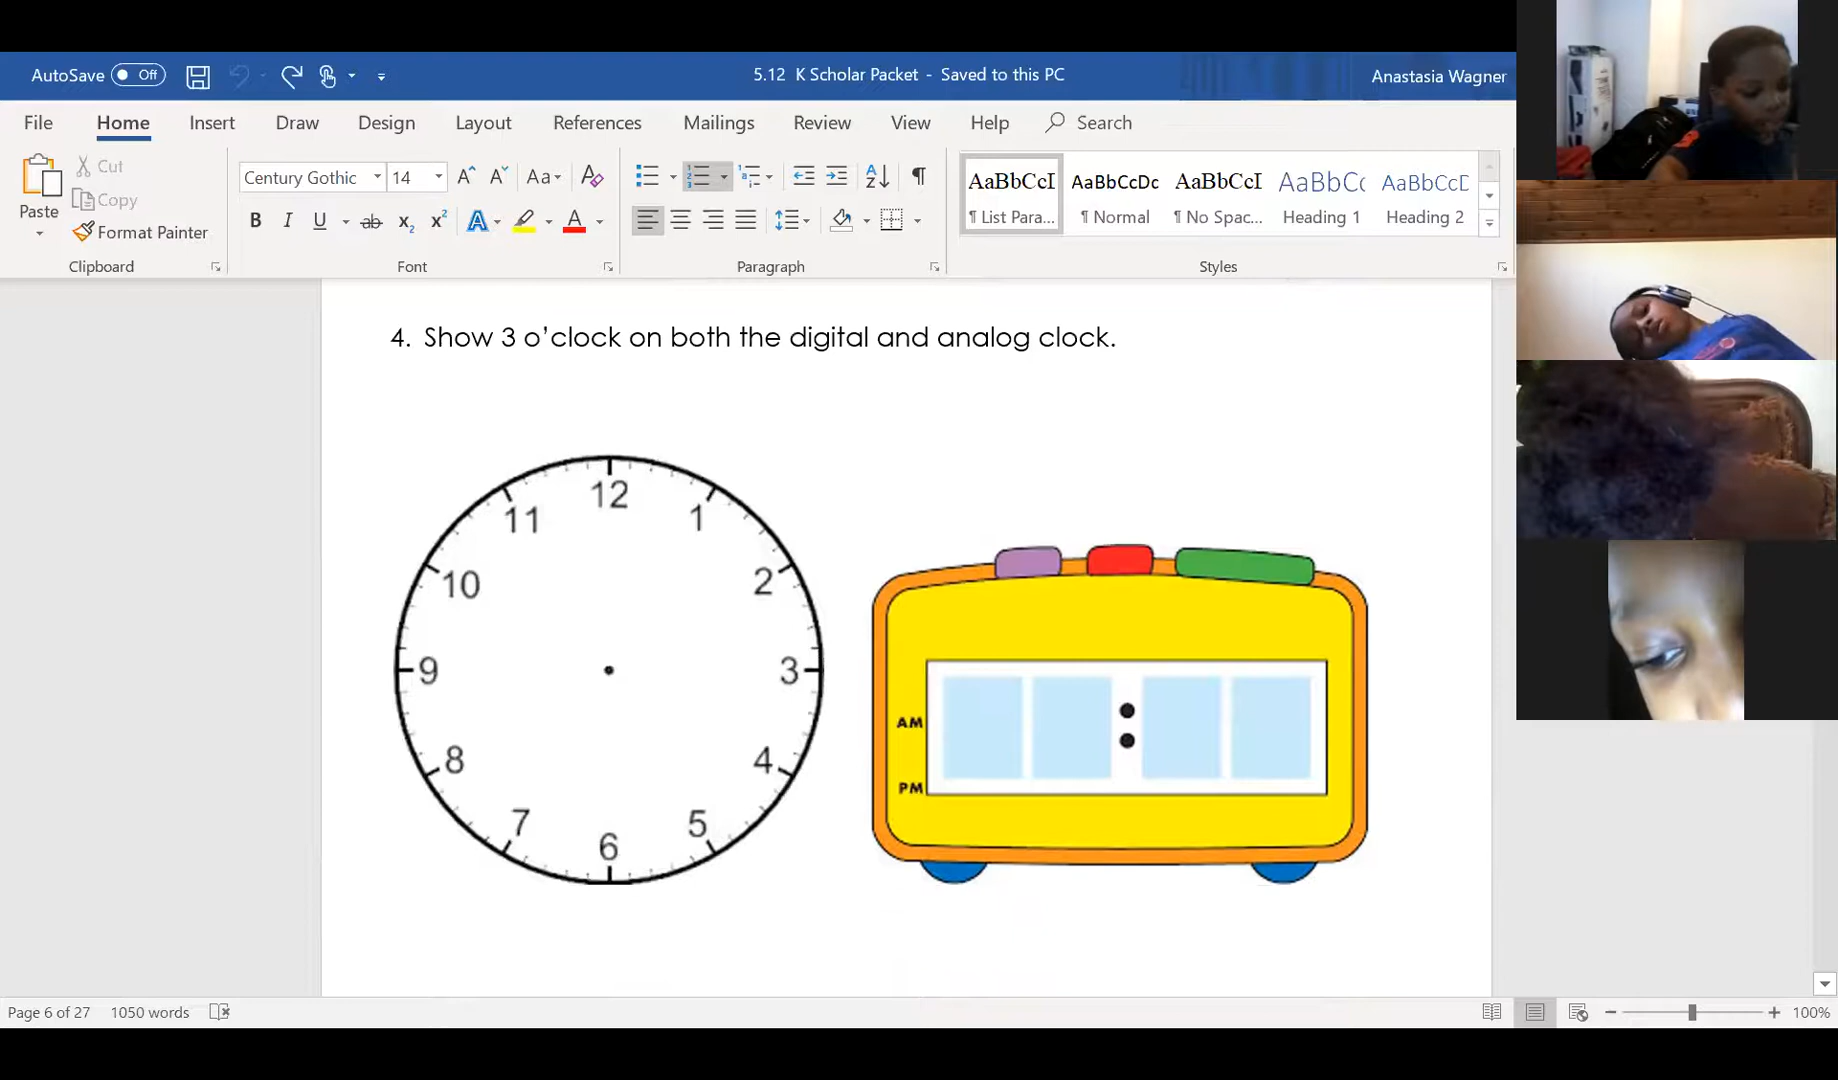 AutoSave Off
5.12 K Scholar Packet - Saved to this PC
Anastasia Wagner
File Home Insert Draw Design Layout References Mailings Review View Help Search
Paste
Cut
Copy
Format Painter
Clipboard
Century Gothic 14
Font
Paragraph
AaBbCcI AaBbCcDc AaBbCcI AaBbCc AaBbCcD
¶ List Para... ¶ Normal ¶ No Spac... Heading 1 Heading 2
Styles
4. Show 3 o’clock on both the digital and analog clock.
12
11 1
10 2
9 3
8 4
7 5
6
AM
:
PM
Page 6 of 27 1050 words 100%